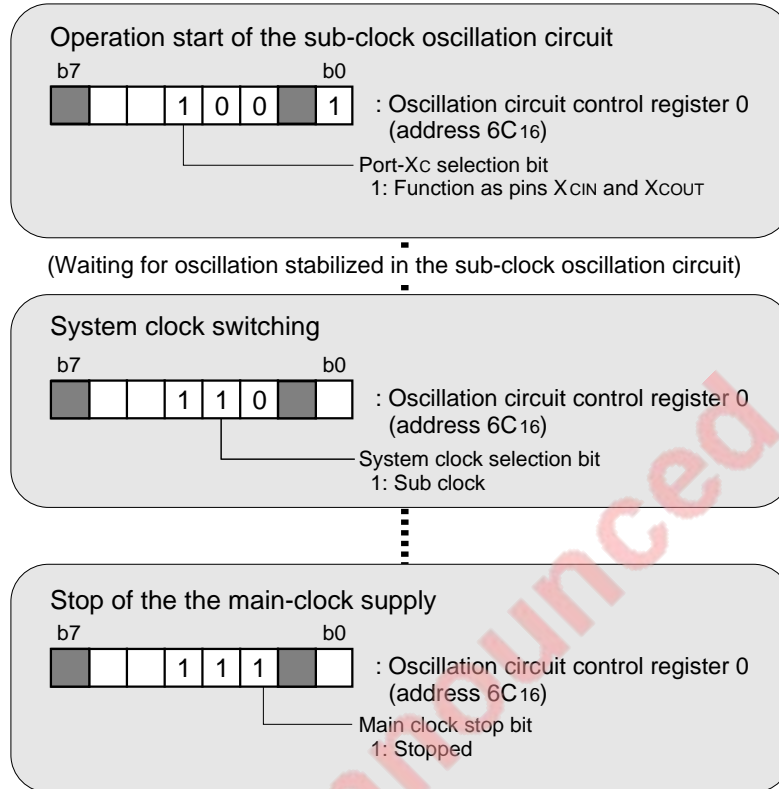 Operation start of the sub-clock oscillation circuit
b7 b0
1 0 0 1 : Oscillation circuit control register 0
(address 6C16)
Port-XC selection bit
1: Function as pins XCIN and XCOUT
(Waiting for oscillation stabilized in the sub-clock oscillation circuit)
System clock switching
b7 b0
1 1 0 : Oscillation circuit control register 0
(address 6C16)
System clock selection bit
1: Sub clock
Stop of the the main-clock supply
b7 b0
1 1 1 : Oscillation circuit control register 0
(address 6C16)
Main clock stop bit
1: Stopped
nounced